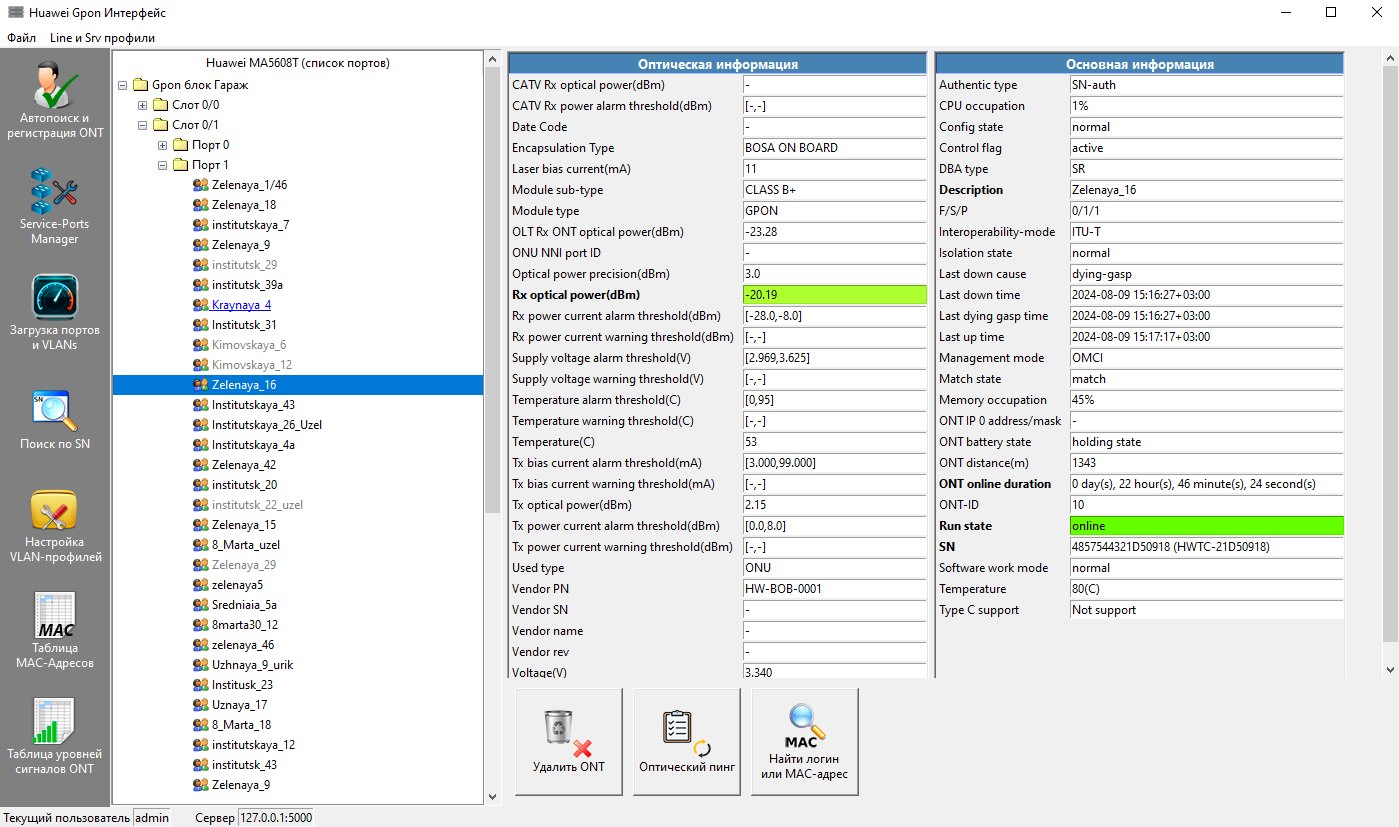 Huawei Gpon Интерфейс
Файл Line и Srv профили
Автопоиск и
регистрация ONT
Service-Ports
Manager
Загрузка портов
и VLANs
SN
Поиск по SN
Настройка
VLAN-профилей
MAC
Таблица
MAC-Адресов
Таблица уровней
сигналов ONT
Huawei MA5608T (список портов)
Gpon блок Гараж
Слот 0/0
Слот 0/1
Порт 0
Порт 1
Zelenaya_1/46
Zelenaya_18
institutskaya_7
Zelenaya_9
institutsk_29
institutsk_39a
Kraynaya_4
Institutsk_31
Kimovskaya_6
Kimovskaya_12
Zelenaya_16
Institutskaya_43
Institutskaya_26_Uzel
Institutskaya_4a
Zelenaya_42
institutsk_20
institutsk_22_uzel
Zelenaya_15
8_Marta_uzel
Zelenaya_29
zelenaya5
Sredniaia_5a
8marta30_12
zelenaya_46
Uzhnaya_9_urik
Institusk_23
Uznaya_17
8_Marta_18
institutskaya_12
institutsk_43
Zelenaya_9
Оптическая информация
CATV Rx optical power(dBm) -
CATV Rx power alarm threshold(dBm) [-,-]
Date Code -
Encapsulation Type BOSA ON BOARD
Laser bias current(mA) 11
Module sub-type CLASS B+
Module type GPON
OLT Rx ONT optical power(dBm) -23.28
ONU NNI port ID -
Optical power precision(dBm) 3.0
Rx optical power(dBm) -20.19
Rx power current alarm threshold(dBm) [-28.0,-8.0]
Rx power current warning threshold(dBm) [-,-]
Supply voltage alarm threshold(V) [2.969,3.625]
Supply voltage warning threshold(V) [-,-]
Temperature alarm threshold(C) [0,95]
Temperature warning threshold(C) [-,-]
Temperature(C) 53
Tx bias current alarm threshold(mA) [3.000,99.000]
Tx bias current warning threshold(mA) [-,-]
Tx optical power(dBm) 2.15
Tx power current alarm threshold(dBm) [0.0,8.0]
Tx power current warning threshold(dBm) [-,-]
Used type ONU
Vendor PN HW-BOB-0001
Vendor SN -
Vendor name -
Vendor rev -
Voltage(V) 3.340
Основная информация
Authentic type SN-auth
CPU occupation 1%
Config state normal
Control flag active
DBA type SR
Description Zelenaya_16
F/S/P 0/1/1
Interoperability-mode ITU-T
Isolation state normal
Last down cause dying-gasp
Last down time 2024-08-09 15:16:27+03:00
Last dying gasp time 2024-08-09 15:16:27+03:00
Last up time 2024-08-09 15:17:17+03:00
Management mode OMCI
Match state match
Memory occupation 45%
ONT IP 0 address/mask -
ONT battery state holding state
ONT distance(m) 1343
ONT online duration 0 day(s), 22 hour(s), 46 minute(s), 24 second(s)
ONT-ID 10
Run state online
SN 4857544321D50918 (HWTC-21D50918)
Software work mode normal
Temperature 80(C)
Type C support Not support
Удалить ONT
Оптический пинг
MAC
Найти логин
или MAC-адрес
Текущий пользователь admin Сервер 127.0.0.1:5000